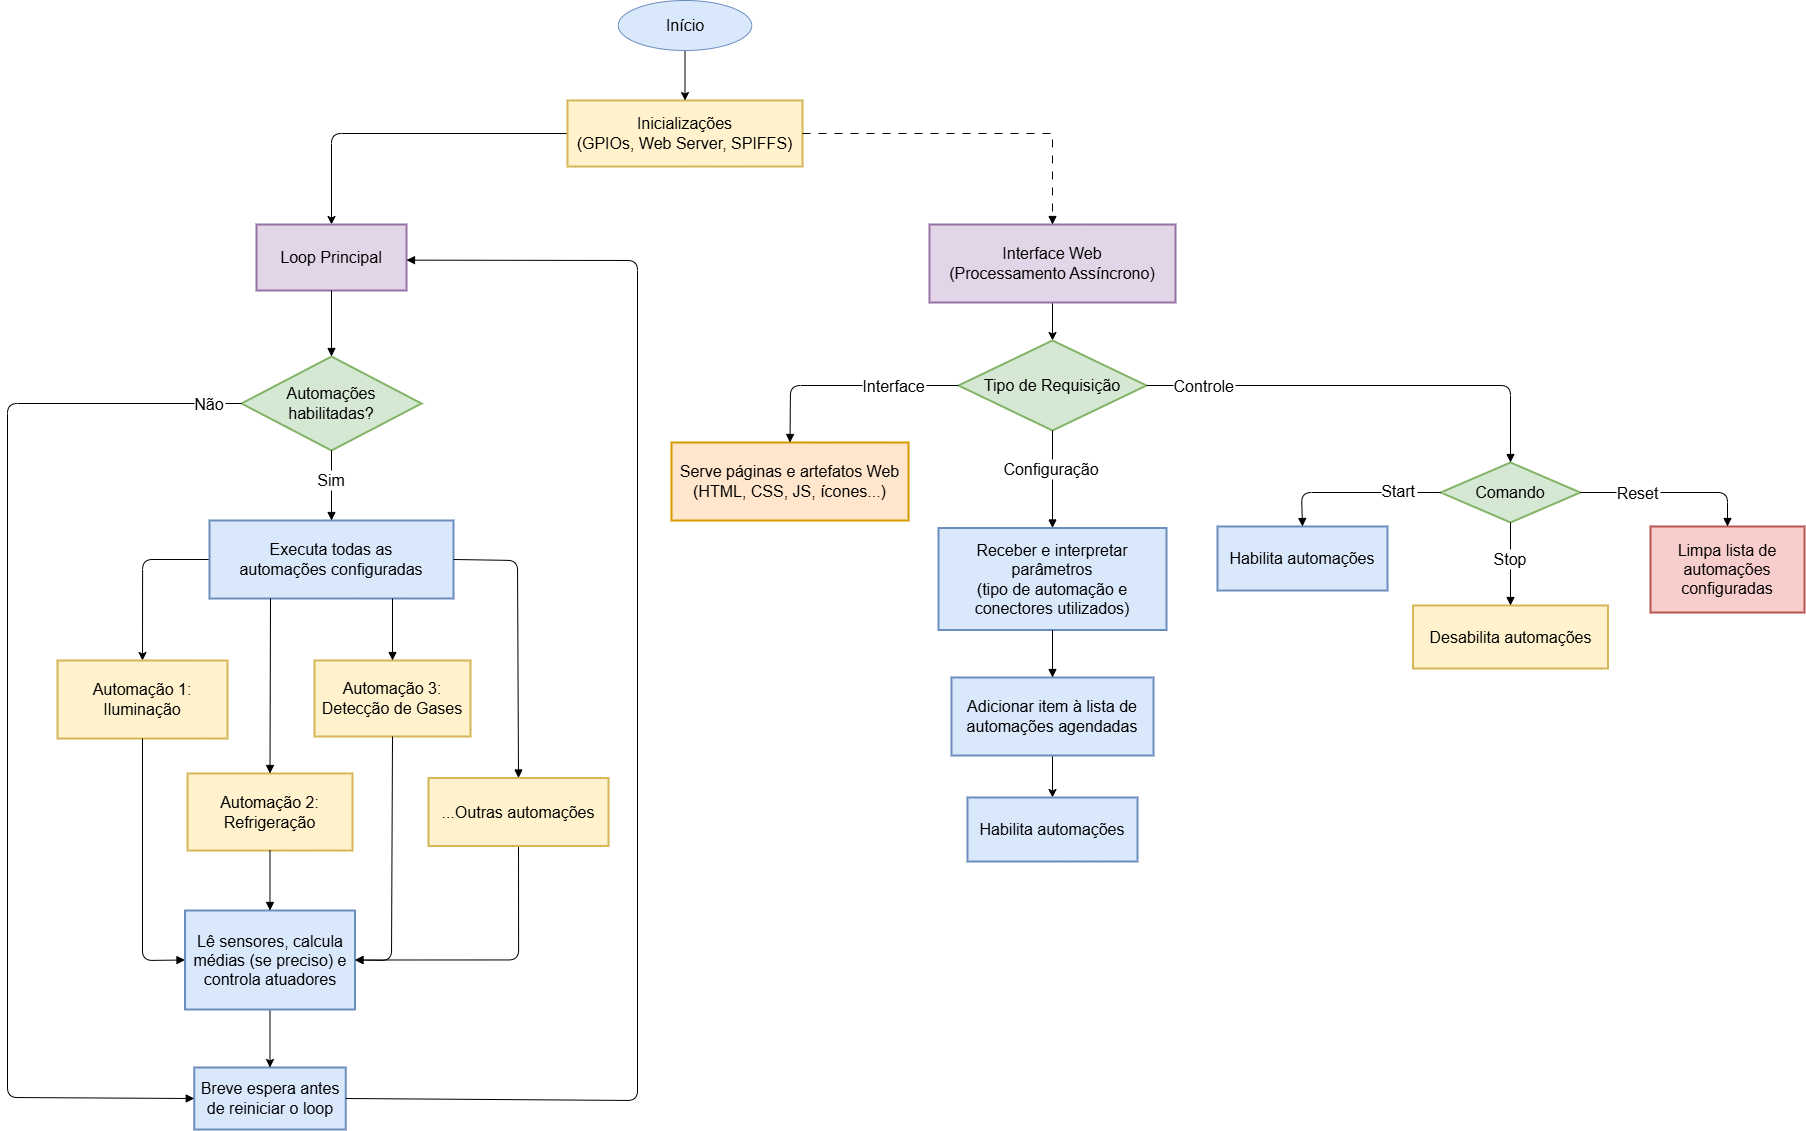 Início
Inicializações
(GPIOs, Web Server, SPIFFS)
Loop Principal
Interface Web
(Processamento Assíncrono)
Automações
habilitadas?
Não
Sim
Tipo de Requisição
Interface
Controle
Configuração
Serve páginas e artefatos Web
(HTML, CSS, JS, ícones...)
Comando
Start
Reset
Stop
Habilita automações
Limpa lista de
automações
configuradas
Desabilita automações
Executa todas as
automações configuradas
Receber e interpretar
parâmetros
(tipo de automação e
conectores utilizados)
Automação 1:
Iluminação
Automação 3:
Detecção de Gases
Adicionar item à lista de
automações agendadas
Automação 2:
Refrigeração
...Outras automações
Habilita automações
Lê sensores, calcula
médias (se preciso) e
controla atuadores
Breve espera antes
de reiniciar o loop